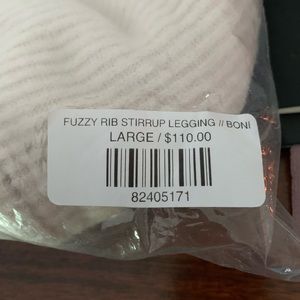 FUZZY RIB STIRRUP LEGGING // BONI
LARGE / $110.00
82405171